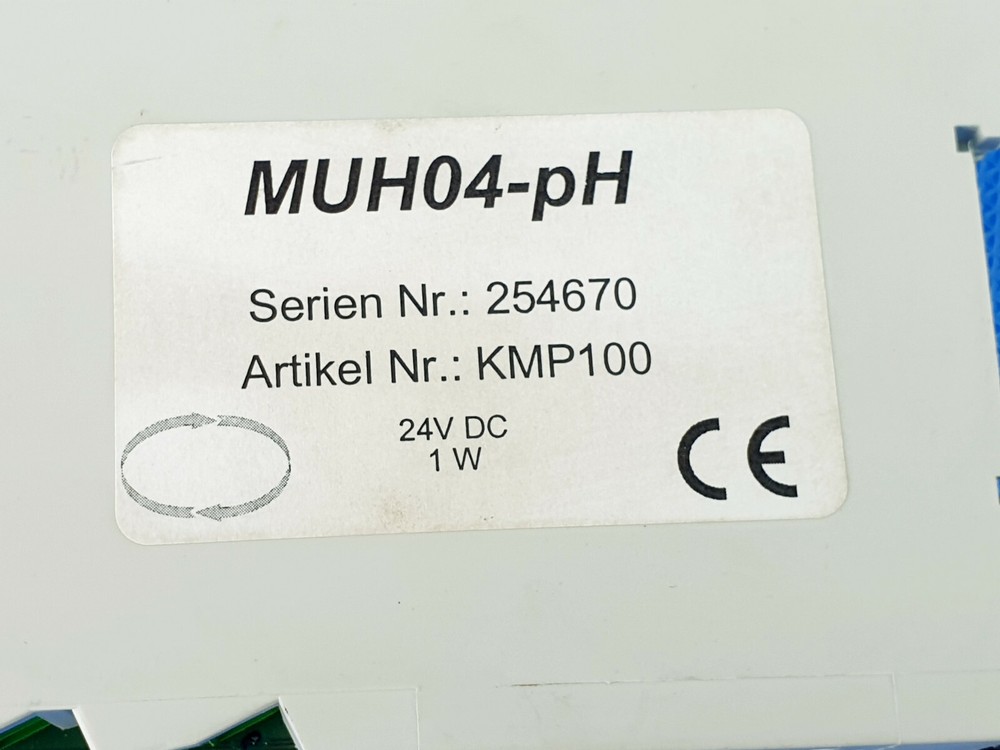 MUH04-pH
Serien Nr.: 254670
Artikel Nr.: KMP100
24V DC
1 W
CE